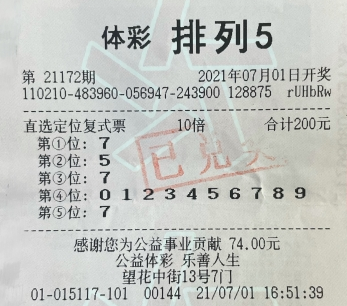 体彩 排列5
第 21172期 2021年07月01日开奖
110210-483960-056947-243900 128875 rUHbRw
直选定位复式票 10倍 合计200元
第①位: 7
第②位: 5
第③位: 7
第④位: 0 1 2 3 4 5 6 7 8 9
第⑤位: 7
已兑奖
感谢您为公益事业贡献 74.00元
公益体彩 乐善人生
望花中街13号7门
01-015117-101 00144 21/07/01 16:51:39